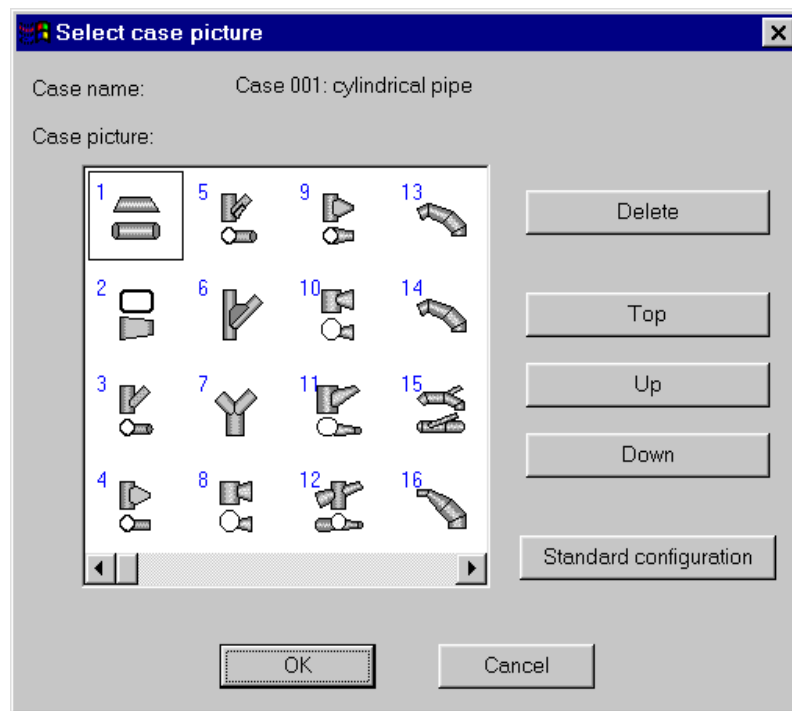 Select case picture
Case name: Case 001: cylindrical pipe
Case picture:
1 5 9 13
2 6 10 14
3 7 11 15
4 8 12 16
Delete
Top
Up
Down
Standard configuration
OK Cancel